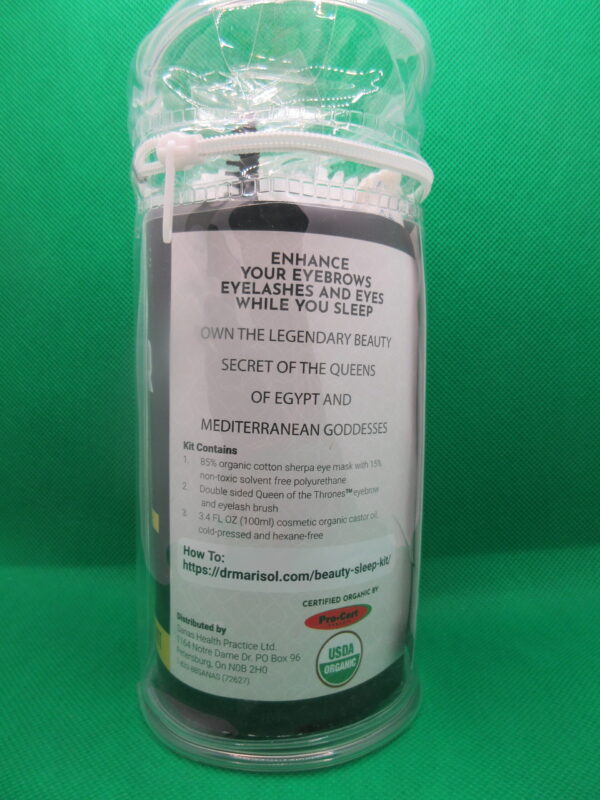 ENHANCE
YOUR EYEBROWS
EYELASHES AND EYES
WHILE YOU SLEEP
OWN THE LEGENDARY BEAUTY
SECRET OF THE QUEENS
OF EGYPT AND
MEDITERRANEAN GODDESSES
Kit Contains
1. 85% organic cotton sherpa eye mask with 15%
non-toxic solvent free polyurethane
2. Double sided Queen of the Thrones™ eyebrow
and eyelash brush
3. 3.4 FL OZ (100ml) cosmetic organic castor oil,
cold-pressed and hexane-free
How To:
https://drmarisol.com/beauty-sleep-kit/
CERTIFIED ORGANIC BY
Pro-Cert
USDA
ORGANIC
Distributed by
Sanas Health Practice Ltd.
1164 Notre Dame Dr. PO Box 96
Petersburg, On N0B 2H0
(72627)
R